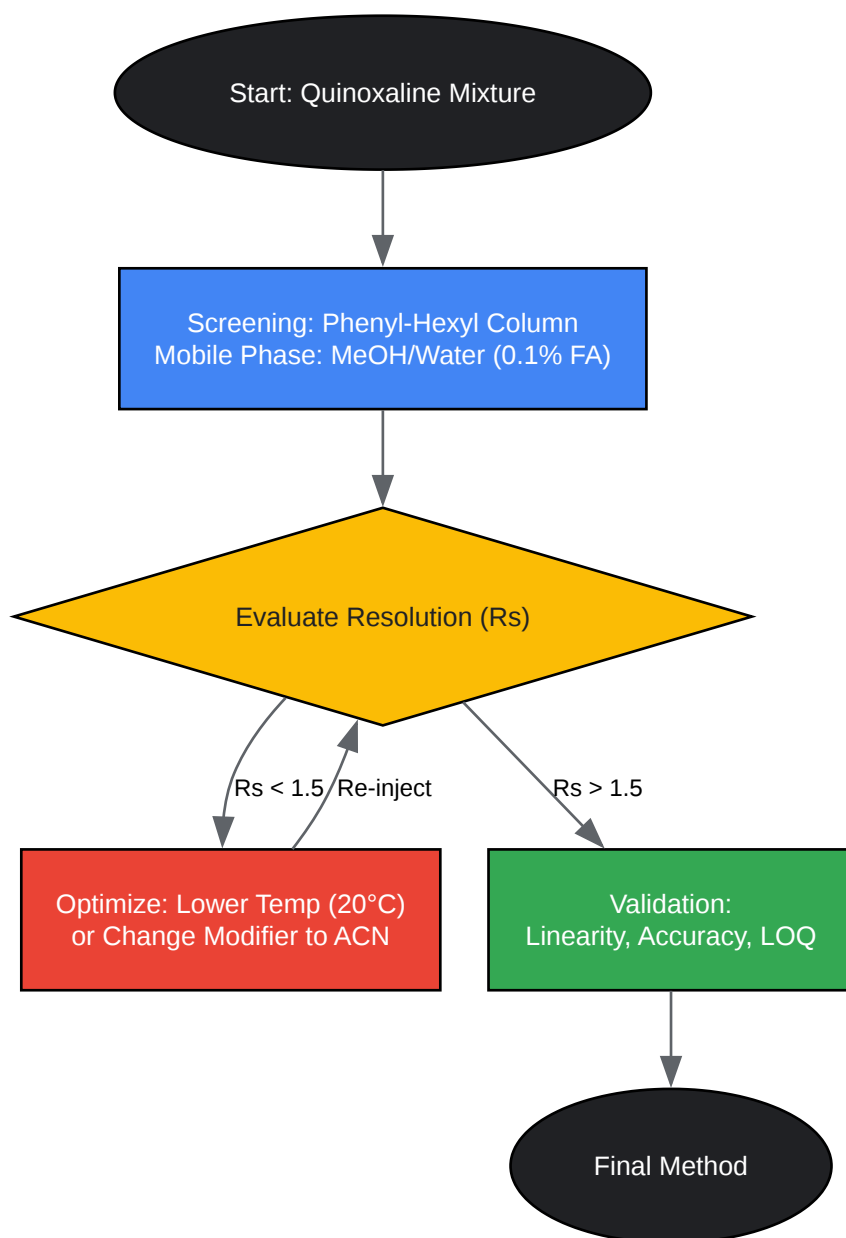 Start: Quinoxaline Mixture
Screening: Phenyl-Hexyl Column
Mobile Phase: MeOH/Water (0.1% FA)
Evaluate Resolution (Rs)
Rs < 1.5
Re-inject
Rs > 1.5
Optimize: Lower Temp (20°C)
or Change Modifier to ACN
Validation:
Linearity, Accuracy, LOQ
Final Method